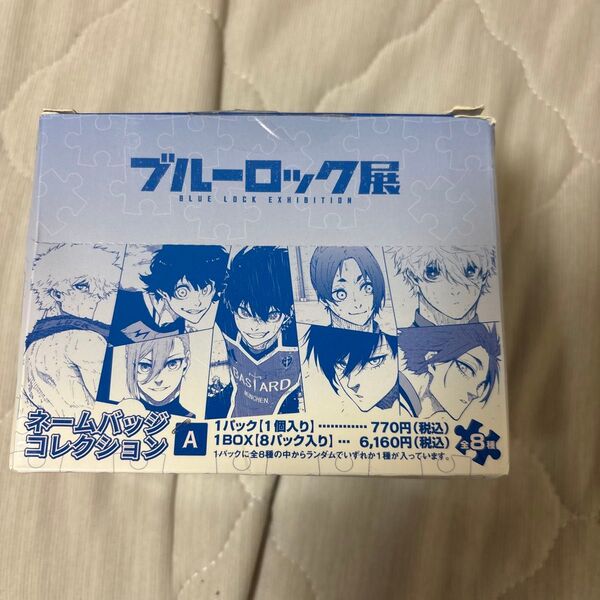 ブルーロック展
BLUE LOCK EXHIBITION
BASTARD
MÜNCHEN.
ネームバッジ
コレクション
A
1パック【1個入り】………… 770円(税込)
1BOX【8パック入り】… 6,160円(税込)
1パックに全8種の中からランダムでいずれか1種が入っています。
全8種